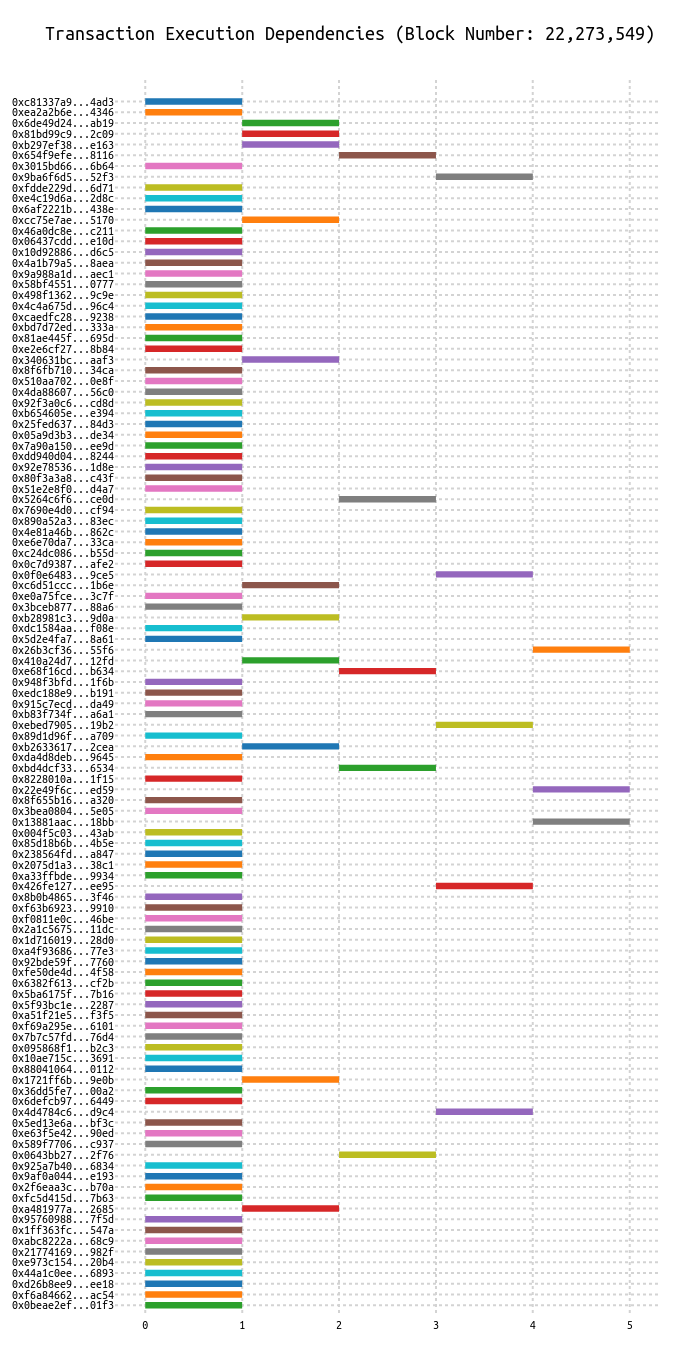 Transaction Execution Dependencies (Block Number: 22,273,549)
0xc81337a9...4ad3
0xea2a2b6e...4346
0x6de49d24...ab19
0x81bd99c9...2c09
0xb297ef38...e163
0x654f9efe...8116
0x3015bd66...6b64
0x9ba6f6d5...52f3
0xfdde229d...6d71
0xe4c19d6a...2d8c
0x6af2221b...438e
0xcc75e7ae...5170
0x46a0dc8e...c211
0x06437cdd...e10d
0x10d92886...d6c5
0x4a1b79a5...8aea
0x9a988a1d...aec1
0x58bf4551...0777
0x498f1362...9c9e
0x4c4a675d...96c4
0xcaedfc28...9238
0xbd7d72ed...333a
0x81ae445f...695d
0xe2e6cf27...8b84
0x340631bc...aaf3
0x8f6fb710...34ca
0x510aa702...0e8f
0x4da88607...56c0
0x92f3a0c6...cd8d
0xb654605e...e394
0x25fed637...84d3
0x05a9d3b3...de34
0x7a90a150...ee9d
0xdd940d04...8244
0x92e78536...1d8e
0x80f3a3a8...c43f
0x51e2e8f0...d4a7
0x5264c6f6...ce0d
0x7690e4d0...cf94
0x890a52a3...83ec
0x4e81a46b...862c
0xe6e70da7...33ca
0xc24dc086...b55d
0x0c7d9387...afe2
0x0f0e6483...9ce5
0xc6d51ccc...1b6e
0xe0a75fce...3c7f
0x3bceb877...88a6
0xb28981c3...9d0a
0xdc1584aa...f08e
0x5d2e4fa7...8a61
0x26b3cf36...55f6
0x410a24d7...12fd
0xe68f16cd...b634
0x948f3bfd...1f6b
0xedc188e9...b191
0x915c7ecd...da49
0xb83f734f...a6a1
0xebed7905...19b2
0x89d1d96f...a709
0xb2633617...2cea
0xda4d8deb...9645
0xbd4dcf33...6534
0x8228010a...1f15
0x22e49f6c...ed59
0x8f655b16...a320
0x3bea0804...5e05
0x13881aac...18bb
0x004f5c03...43ab
0x85d18b6b...4b5e
0x238564fd...a847
0x2075d1a3...38c1
0xa33ffbde...9934
0x426fe127...ee95
0x8b0b4865...3f46
0xf63b6923...9910
0xf0811e0c...46be
0x2a1c5675...11dc
0x1d716019...28d0
0xa4f93686...77e3
0x92bde59f...7760
0xfe50de4d...4f58
0x6382f613...cf2b
0x5ba6175f...7b16
0x5f93bc1e...2287
0xa51f21e5...f3f5
0xf69a295e...6101
0x7b7c57fd...76d4
0x095868f1...b2c3
0x10ae715c...3691
0x88041064...0112
0x1721ff6b...9e0b
0x36dd5fe7...00a2
0x6defcb97...6449
0x4d4784c6...d9c4
0x5ed13e6a...bf3c
0xe63f5e42...90ed
0x589f7706...c937
0x0643bb27...2f76
0x925a7b40...6834
0x9af0a044...e193
0x2f6eaa3c...b70a
0xfc5d415d...7b63
0xa481977a...2685
0x95760988...7f5d
0x1ff363fc...547a
0xabc8222a...68c9
0x21774169...982f
0xe973c154...20b4
0x44a1c0ee...6893
0xd26b8ee9...ee18
0xf6a84662...ac54
0x0beae2ef...01f3
0 1 2 3 4 5